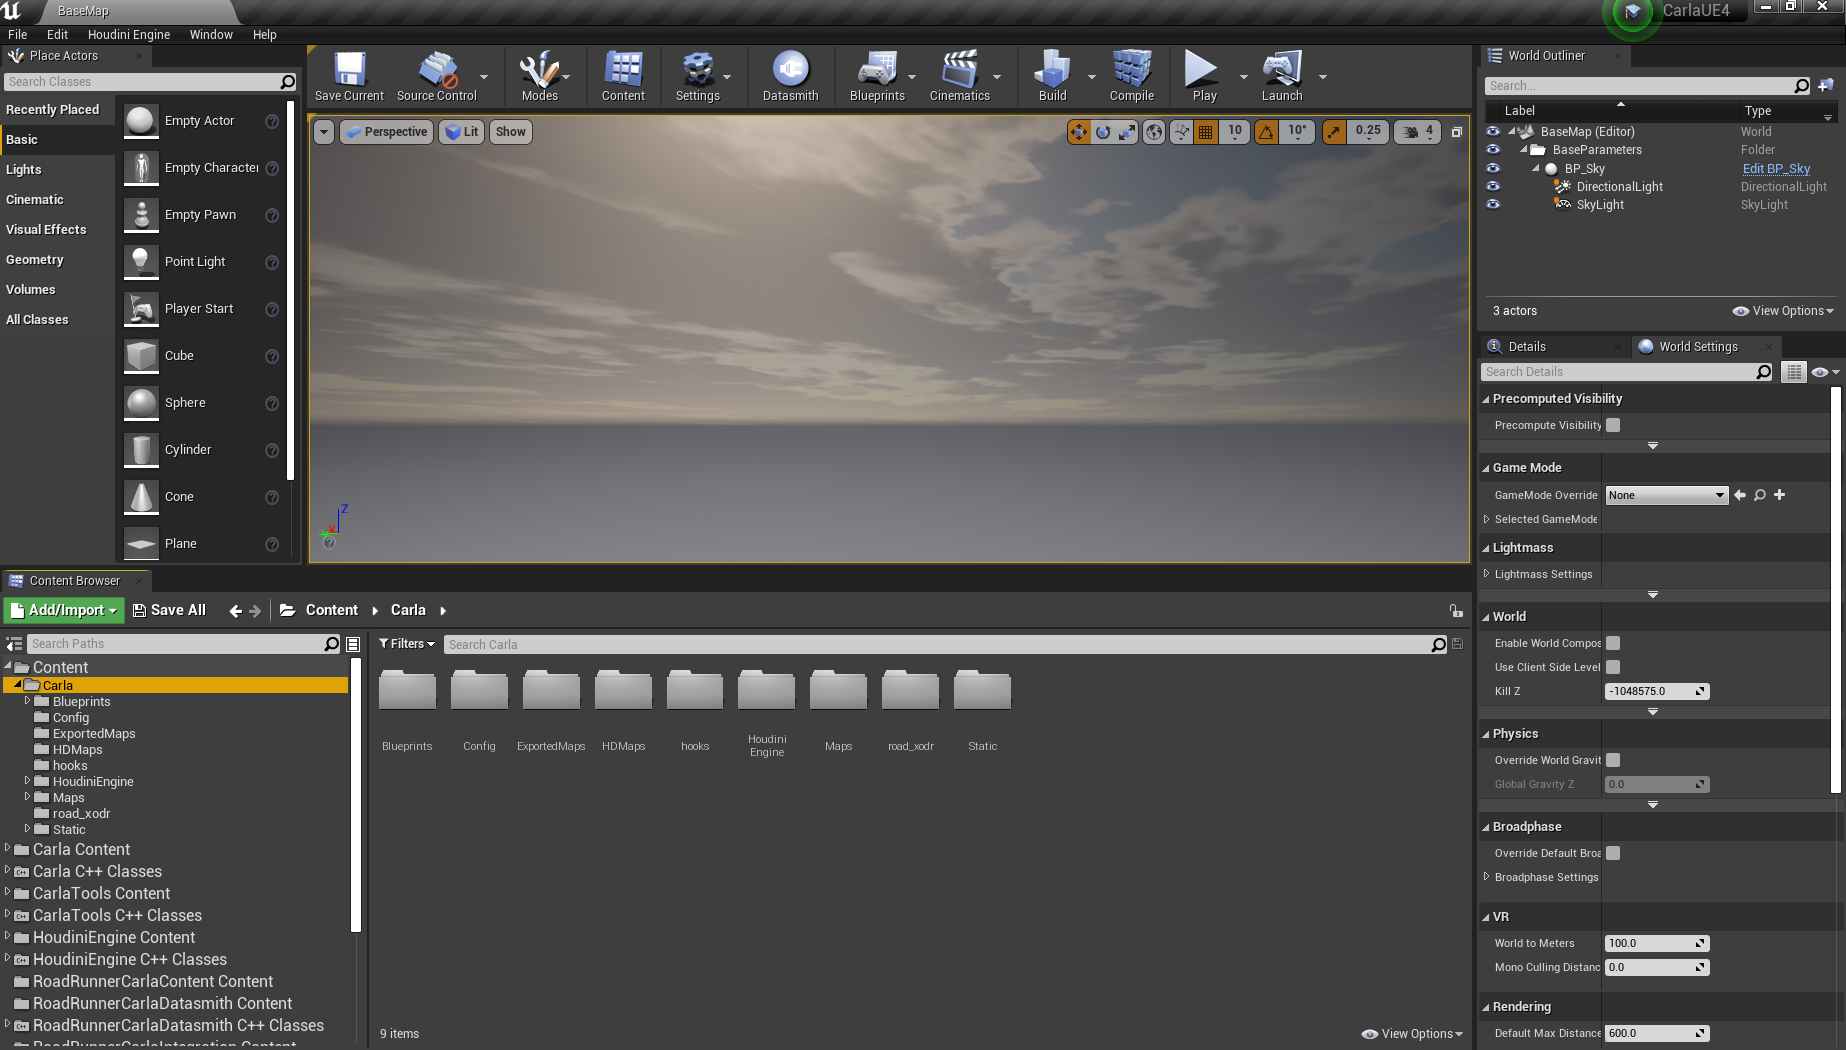 BaseMap
CarlaUE4
File Edit Houdini Engine Window Help
Place Actors
Search Classes
Recently Placed
Basic
Lights
Cinematic
Visual Effects
Geometry
Volumes
All Classes
Empty Actor
Empty Character
Empty Pawn
Point Light
Player Start
Cube
Sphere
Cylinder
Cone
Plane
Save Current Source Control Modes Content Settings Datasmith Blueprints Cinematics Build Compile Play Launch
Perspective Lit Show
10 10° 0.25 4
Z
X
World Outliner
Search...
Label Type
BaseMap (Editor) World
BaseParameters Folder
BP_Sky Edit BP_Sky
DirectionalLight DirectionalLight
SkyLight SkyLight
3 actors View Options
Details World Settings
Search Details
Precomputed Visibility
Precompute Visibility
Game Mode
GameMode Override None
Selected GameMode
Lightmass
Lightmass Settings
World
Enable World Compos
Use Client Side Level
Kill Z -1048575.0
Physics
Override World Gravit
Global Gravity Z 0.0
Broadphase
Override Default Broa
Broadphase Settings
VR
World to Meters 100.0
Mono Culling Distanc 0.0
Rendering
Default Max Distance 600.0
Content Browser
Add/Import Save All Content Carla
Search Paths
Content
Carla
Blueprints
Config
ExportedMaps
HDMaps
hooks
HoudiniEngine
Maps
road_xodr
Static
Carla Content
Carla C++ Classes
CarlaTools Content
CarlaTools C++ Classes
HoudiniEngine Content
HoudiniEngine C++ Classes
RoadRunnerCarlaContent Content
RoadRunnerCarlaDatasmith Content
RoadRunnerCarlaDatasmith C++ Classes
RoadRunnerCarlaIntegration Content
Filters Search Carla
Blueprints Config ExportedMaps HDMaps hooks Houdini Engine Maps road_xodr Static
9 items View Options